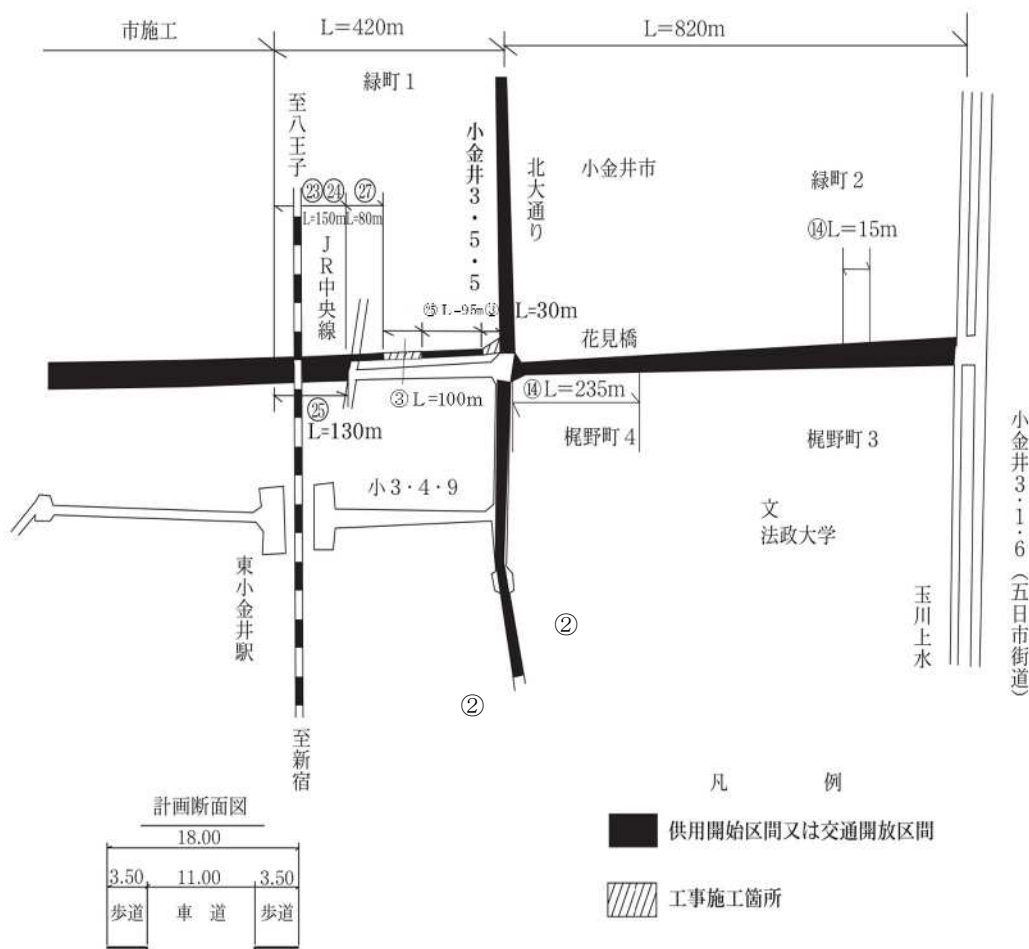 市施工
L=420m
L=820m
緑町1
至八王子
小金井3・5・5
北大通り
小金井市
緑町2
㉓㉔
㉗
L=150m
L=80m
⑭L=15m
JR中央線
L=30m
花見橋
③L=100m
⑭L=235m
㉕
L=130m
梶野町4
梶野町3
小金井3・1・6(五日市街道)
小3・4・9
文
法政大学
東小金井駅
玉川上水
②
②
至新宿
凡 例
計画断面図
18.00
供用開始区間又は交通開放区間
3.50
11.00
3.50
歩道
車 道
歩道
工事施工箇所